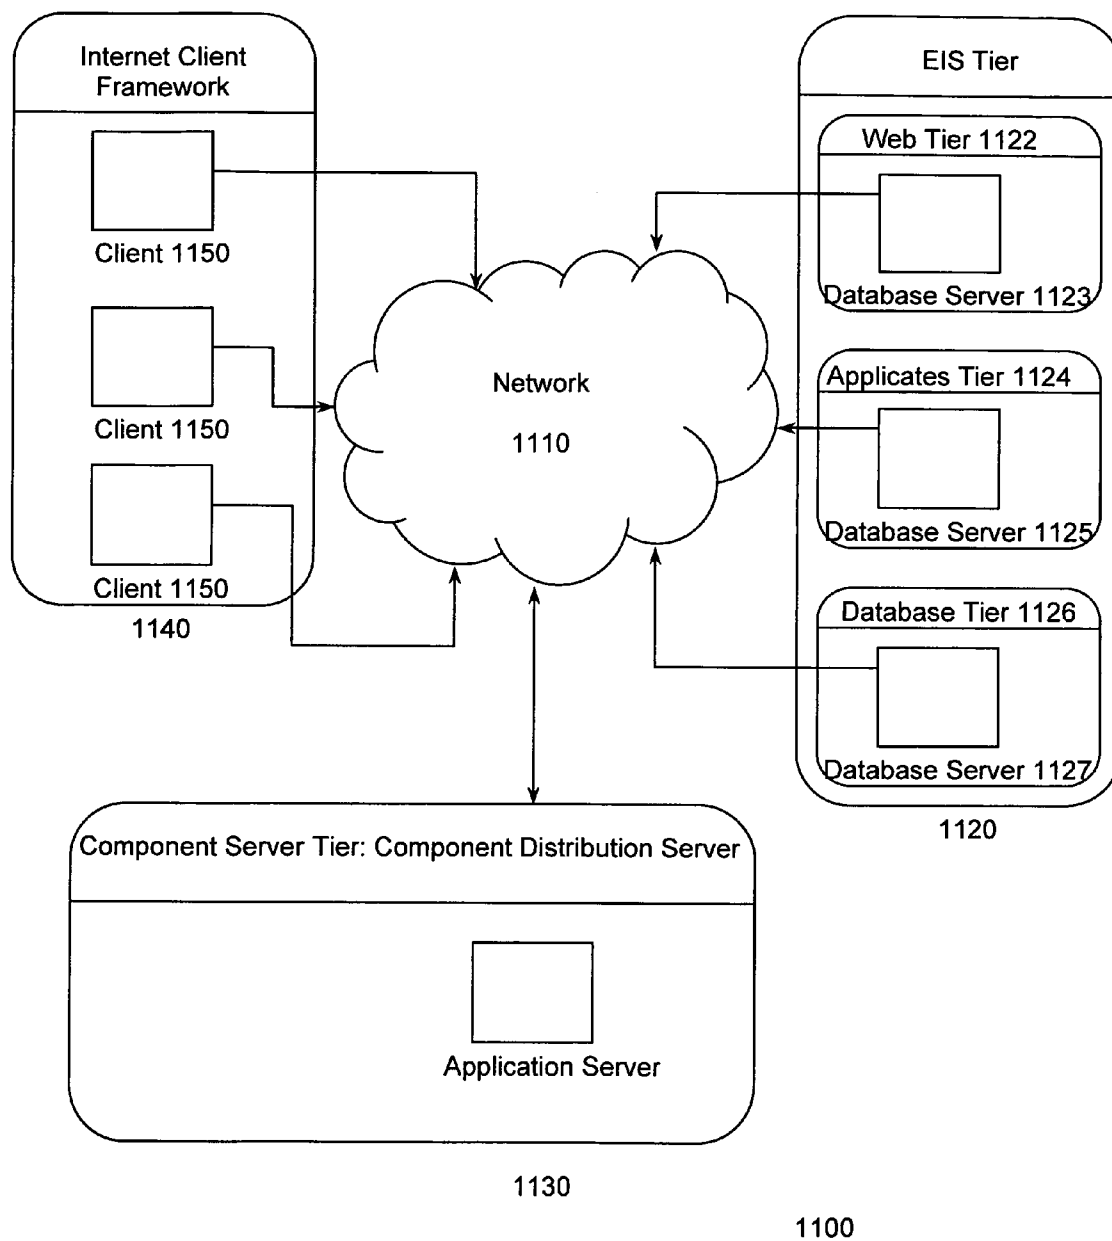 Internet Client
Framework
Client 1150
Client 1150
Client 1150
1140
Network
1110
EIS Tier
Web Tier 1122
Database Server 1123
Applicates Tier 1124
Database Server 1125
Database Tier 1126
Database Server 1127
1120
Component Server Tier: Component Distribution Server
Application Server
1130
1100